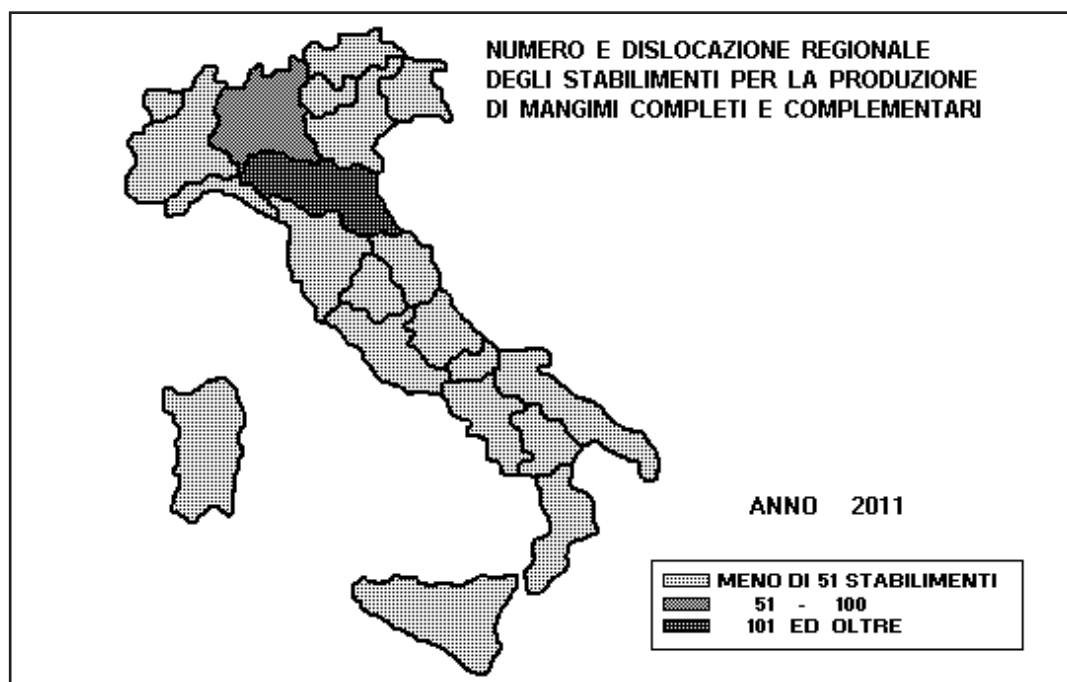 NUMERO E DISLOCAZIONE REGIONALE
DEGLI STABILIMENTI PER LA PRODUZIONE
DI MANGIMI COMPLETI E COMPLEMENTARI
ANNO 2011
MENO DI 51 STABILIMENTI
51 - 100
101 ED OLTRE